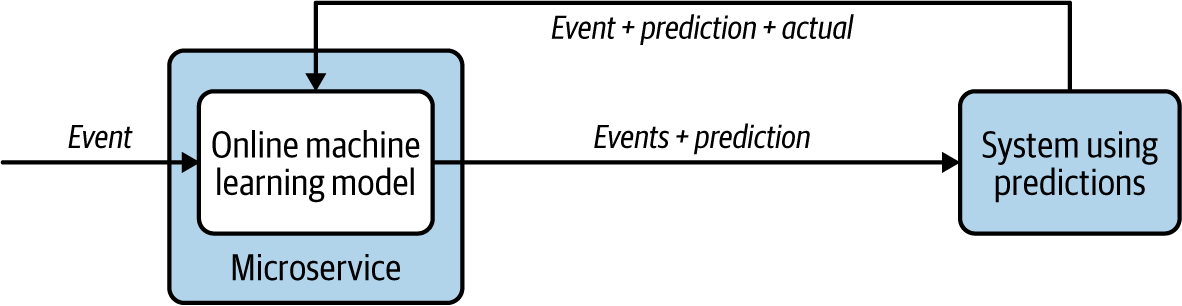 Event + prediction + actual
Event
Online machine
learning model
Events + prediction
System using
predictions
Microservice